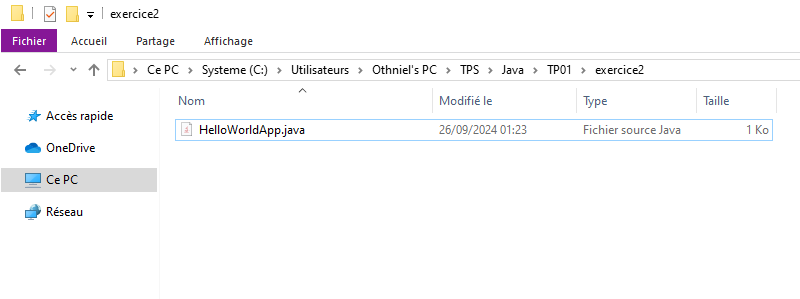 exercice2
Fichier Accueil Partage Affichage
Ce PC Systeme (C:) Utilisateurs Othniel's PC TPS Java TP01 exercice2
Nom Modifié le Type Taille
Accès rapide
HelloWorldApp.java 26/09/2024 01:23 Fichier source Java 1 Ko
OneDrive
Ce PC
Réseau